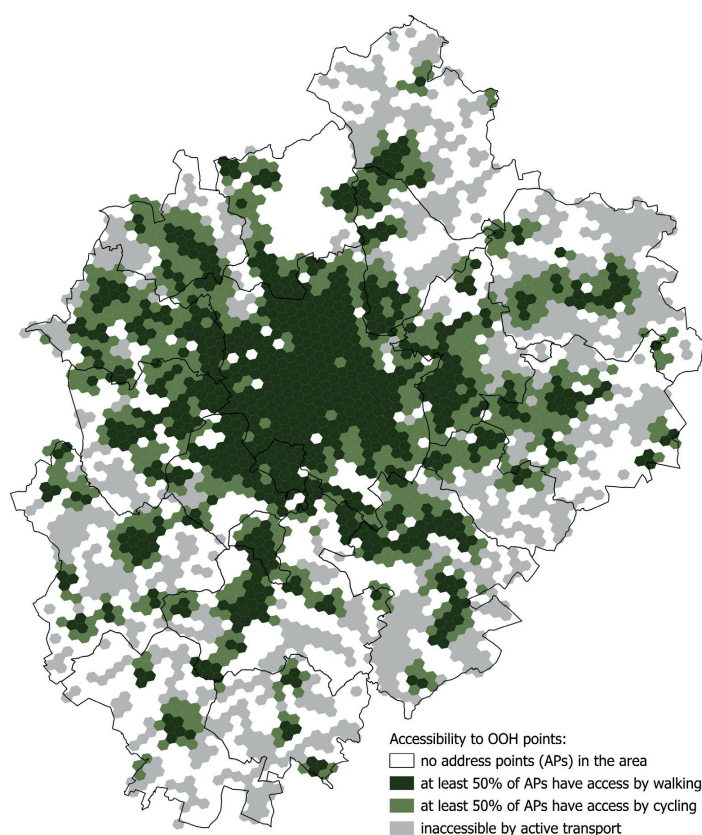 Accessibility to OOH points:
no address points (APs) in the area
at least 50% of APs have access by walking
at least 50% of APs have access by cycling
inaccessible by active transport